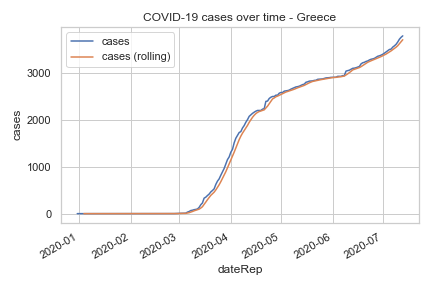 COVID-19 cases over time - Greece
cases
cases (rolling)
3000
2000
1000
0
cases
2020-01
2020-02
2020-03
2020-04
2020-05
2020-06
2020-07
dateRep